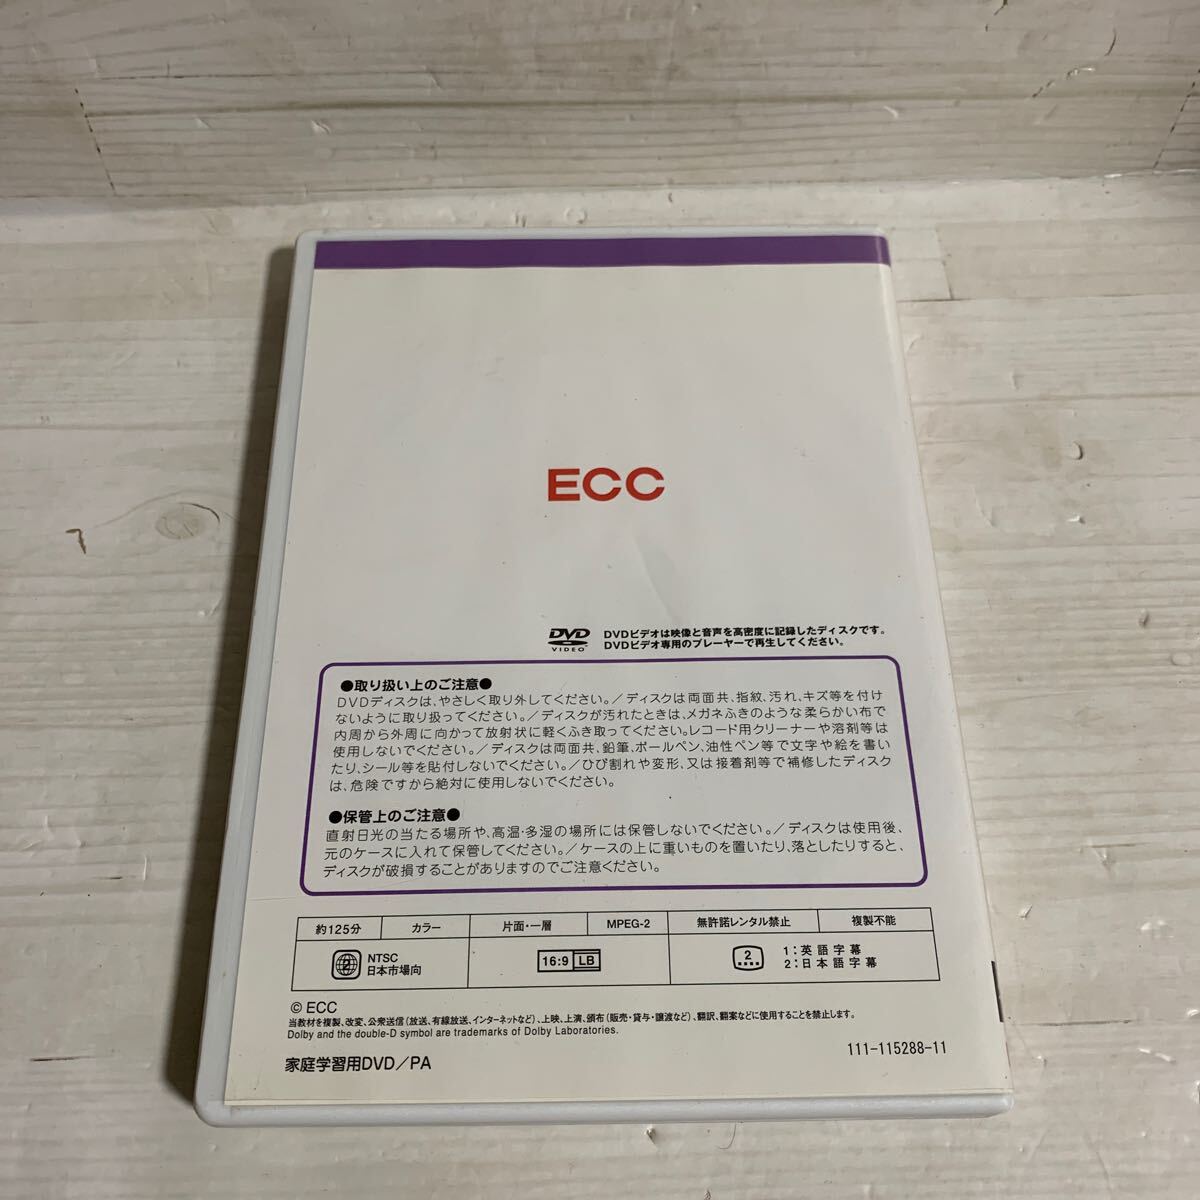 ECC
DVD VIDEO
DVDビデオは映像と音声を高密度に記録したディスクです。
DVDビデオ専用のプレーヤーで再生してください。
●取り扱い上のご注意●
DVDディスクは、やさしく取り外してください。／ディスクは両面共、指紋、汚れ、キズ等を付け
ないように取り扱ってください。／ディスクが汚れたときは、メガネふきのような柔らかい布で
内周から外周に向かって放射状に軽くふき取ってください。レコード用クリーナーや溶剤等は
使用しないでください。／ディスクは両面共、鉛筆、ボールペン、油性ペン等で文字や絵を書い
たり、シール等を貼付しないでください。／ひび割れや変形、又は接着剤等で補修したディスク
は、危険ですから絶対に使用しないでください。
●保管上のご注意●
直射日光の当たる場所や、高温・多湿の場所には保管しないでください。／ディスクは使用後、
元のケースに入れて保管してください。／ケースの上に重いものを置いたり、落としたりすると、
ディスクが破損することがありますのでご注意ください。
約125分 カラー 片面・一層 MPEG-2 無許諾レンタル禁止 複製不能
2 NTSC 日本市場向
16:9 LB
2 1：英語字幕
2：日本語字幕
© ECC
当教材を複製、改変、公衆送信（放送、有線放送、インターネットなど）、上映、上演、頒布（販売・貸与・譲渡など）、翻訳、翻案などに使用することを禁止します。
Dolby and the double-D symbol are trademarks of Dolby Laboratories.
家庭学習用DVD／PA
111-115288-11